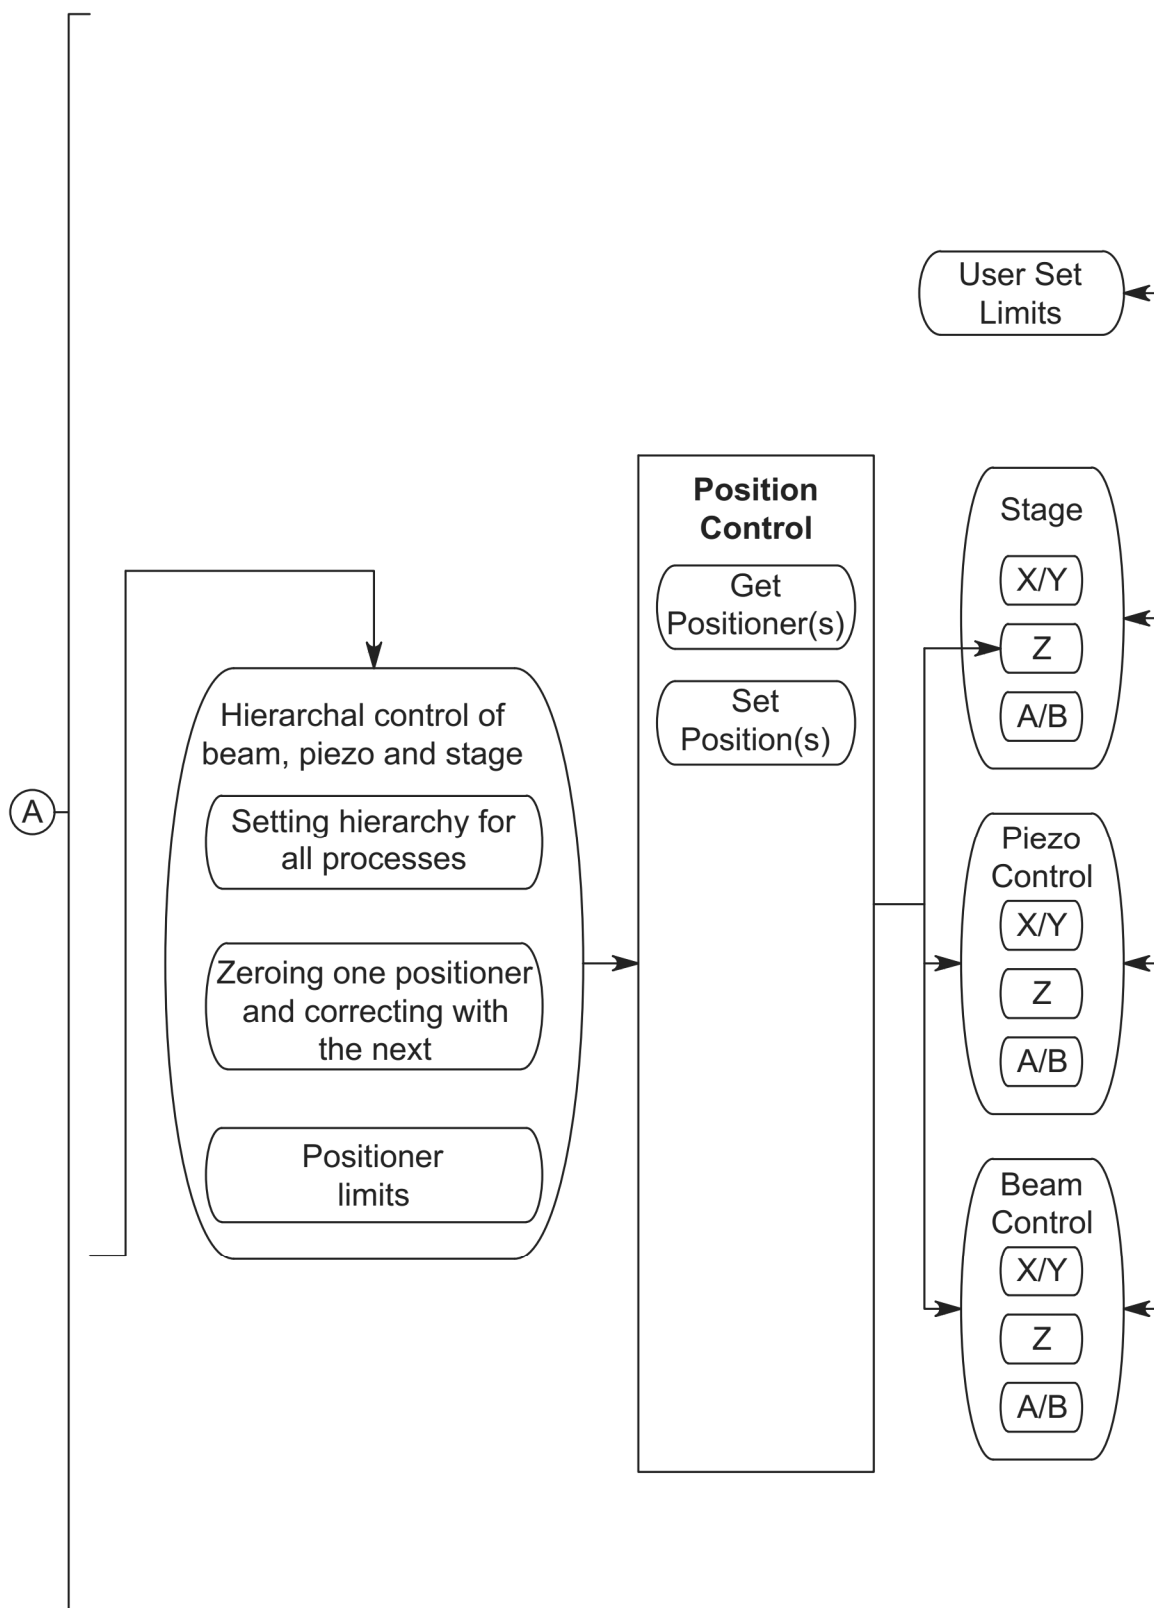 User Set
Limits
Position
Control
Get
Positioner(s)
Set
Position(s)
Stage
X/Y
Z
A/B
Hierarchal control of
beam, piezo and stage
Setting hierarchy for
all processes
Zeroing one positioner
and correcting with
the next
Positioner
limits
A
Piezo
Control
X/Y
Z
A/B
Beam
Control
X/Y
Z
A/B